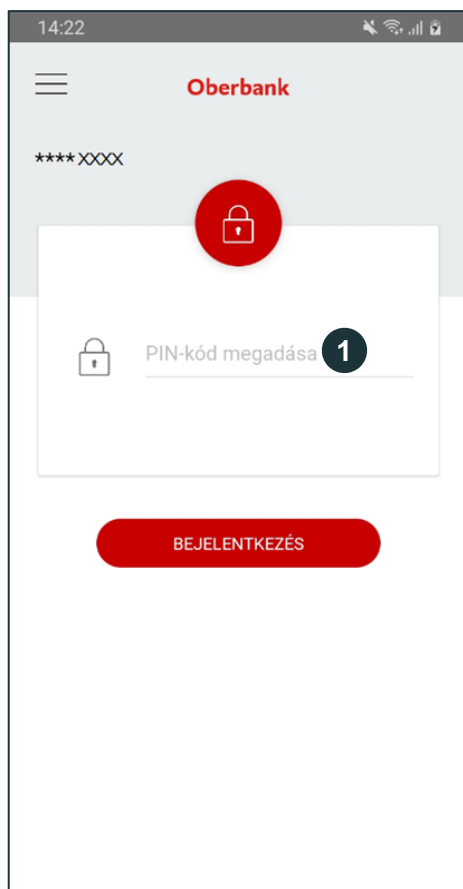 14:22
Oberbank
**** XXXX
PIN-kód megadása 1
BEJELENTKEZÉS